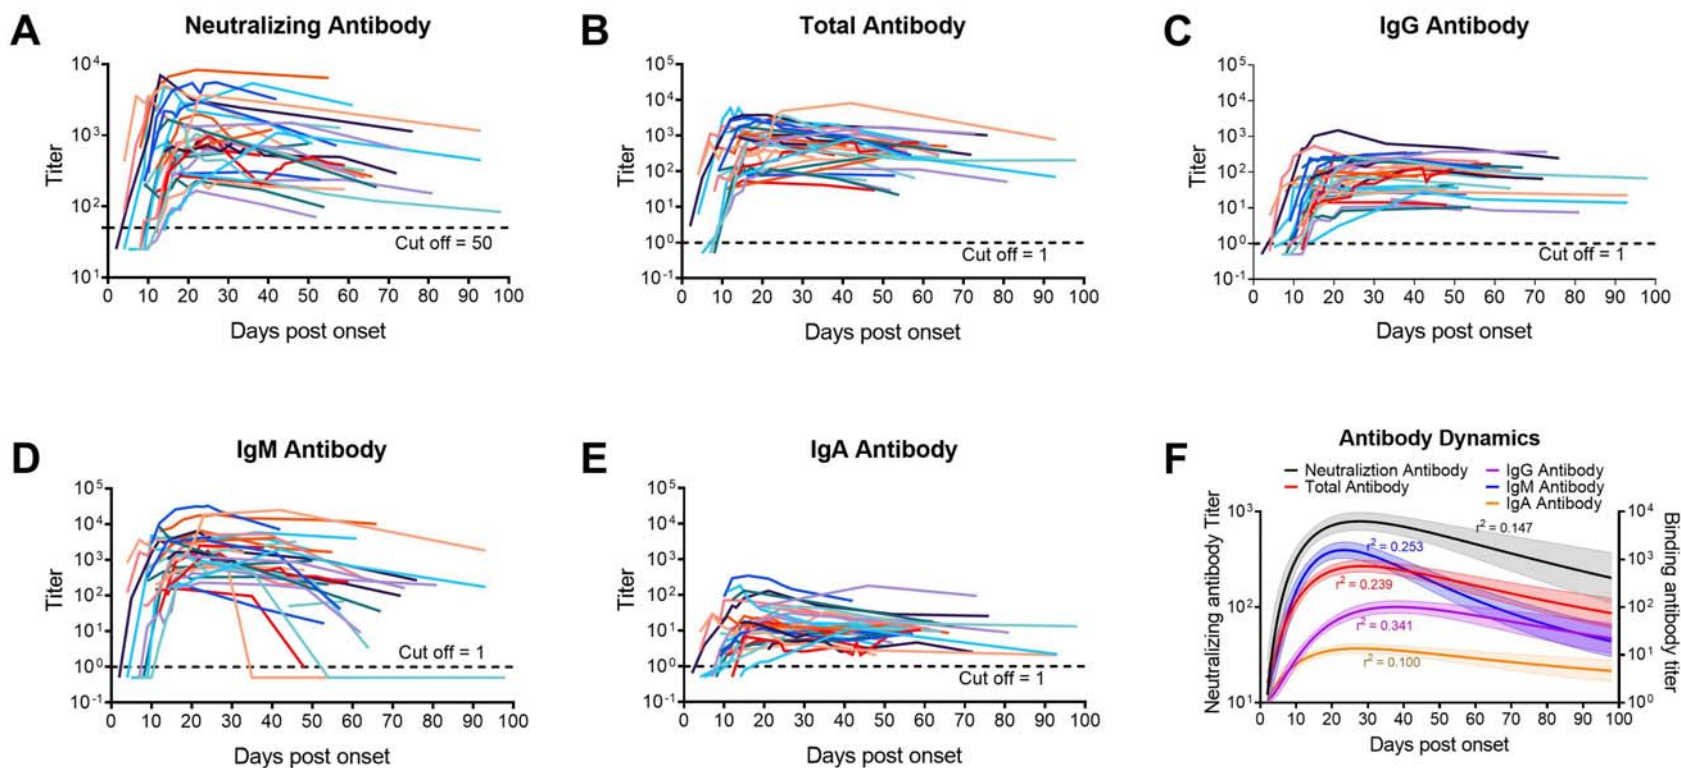 A Neutralizing Antibody
Titer
10⁴
10³
10²
10¹
Cut off = 50
0 10 20 30 40 50 60 70 80 90 100
Days post onset
B Total Antibody
Titer
10⁵
10⁴
10³
10²
10¹
10⁰
10⁻¹
Cut off = 1
0 10 20 30 40 50 60 70 80 90 100
Days post onset
C IgG Antibody
Titer
10⁵
10⁴
10³
10²
10¹
10⁰
10⁻¹
Cut off = 1
0 10 20 30 40 50 60 70 80 90 100
Days post onset
D IgM Antibody
Titer
10⁵
10⁴
10³
10²
10¹
10⁰
10⁻¹
Cut off = 1
0 10 20 30 40 50 60 70 80 90 100
Days post onset
E IgA Antibody
Titer
10⁵
10⁴
10³
10²
10¹
10⁰
10⁻¹
Cut off = 1
0 10 20 30 40 50 60 70 80 90 100
Days post onset
F Antibody Dynamics
Neutraliztion Antibody
Total Antibody
IgG Antibody
IgM Antibody
IgA Antibody
Neutralizing antibody Titer
10³
10²
10¹
r² = 0.147
r² = 0.253
r² = 0.239
r² = 0.341
r² = 0.100
10⁴
10³
10²
10¹
10⁰
Binding antibody titer
0 10 20 30 40 50 60 70 80 90 100
Days post onset